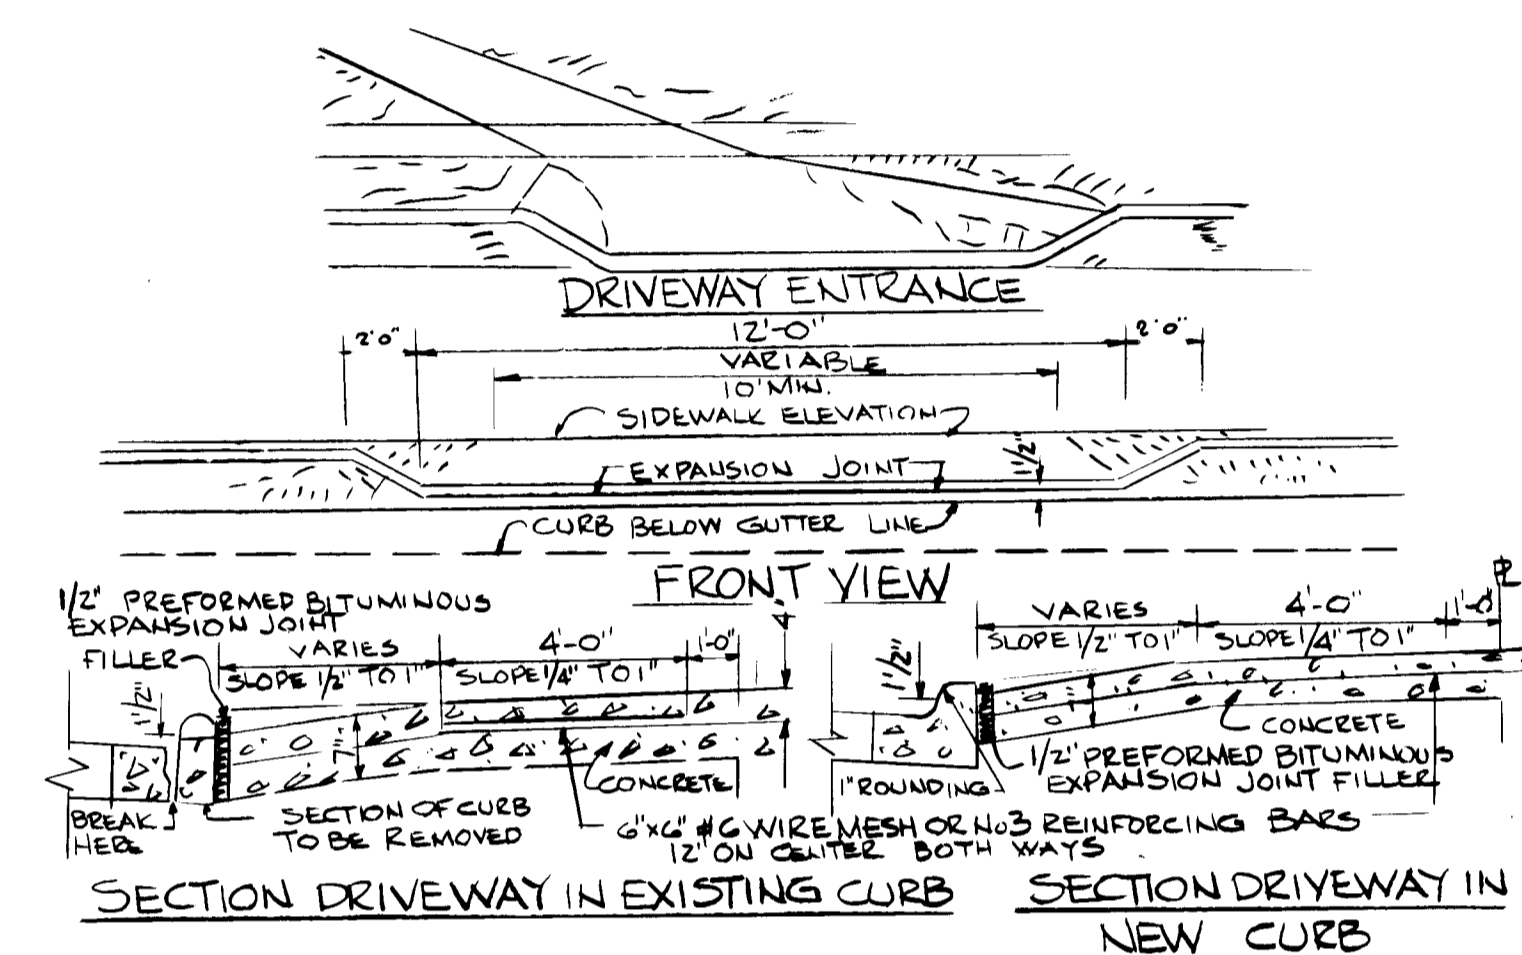 DRIVEWAY ENTRANCE
2'0"
12'-0"
2'0"
VARIABLE
10' MIN.
SIDEWALK ELEVATION
1 1/2"
EXPANSION JOINT
CURB BELOW GUTTER LINE
FRONT VIEW
1/2" PREFORMED BITUMINOUS
EXPANSION JOINT
FILLER
VARIES
SLOPE 1/2" TO 1"
4'-0"
SLOPE 1/4" TO 1"
1'-0"
4"
1 1/2"
7"
CONCRETE
BREAK
HERE
SECTION OF CURB
TO BE REMOVED
6"x6" #6 WIRE MESH OR No3 REINFORCING BARS
12" ON CENTER BOTH WAYS
SECTION DRIVEWAY IN EXISTING CURB
VARIES
SLOPE 1/2" TO 1"
4'-0"
SLOPE 1/4" TO 1"
1'-0"
PL
1 1/2"
CONCRETE
1/2" PREFORMED BITUMINOUS
EXPANSION JOINT FILLER
1" ROUNDING
SECTION DRIVEWAY IN
NEW CURB